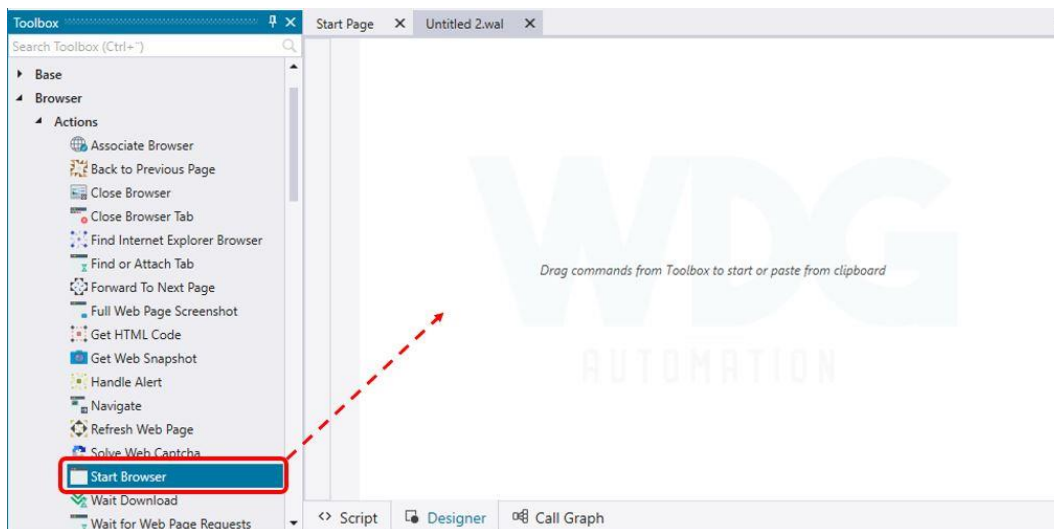 Toolbox
Search Toolbox (Ctrl+¨)
Base
Browser
Actions
Associate Browser
Back to Previous Page
Close Browser
Close Browser Tab
Find Internet Explorer Browser
Find or Attach Tab
Forward To Next Page
Full Web Page Screenshot
Get HTML Code
Get Web Snapshot
Handle Alert
Navigate
Refresh Web Page
Solve Web Captcha
Start Browser
Wait Download
Wait for Web Page Requests
Start Page
Untitled 2.wal
WDG
Drag commands from Toolbox to start or paste from clipboard
AUTOMATION
Script
Designer
Call Graph